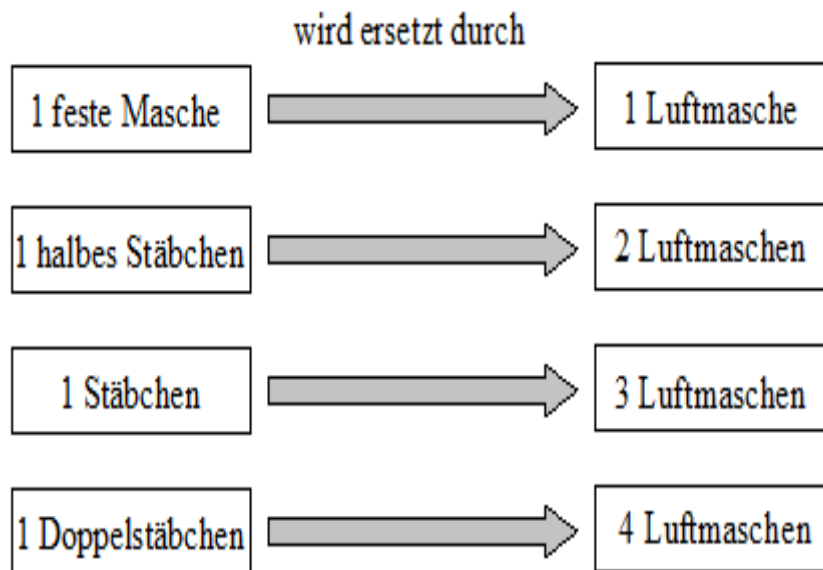 wird ersetzt durch
1 feste Masche 1 Luftmasche
1 halbes Stäbchen 2 Luftmaschen
1 Stäbchen 3 Luftmaschen
1 Doppelstäbchen 4 Luftmaschen